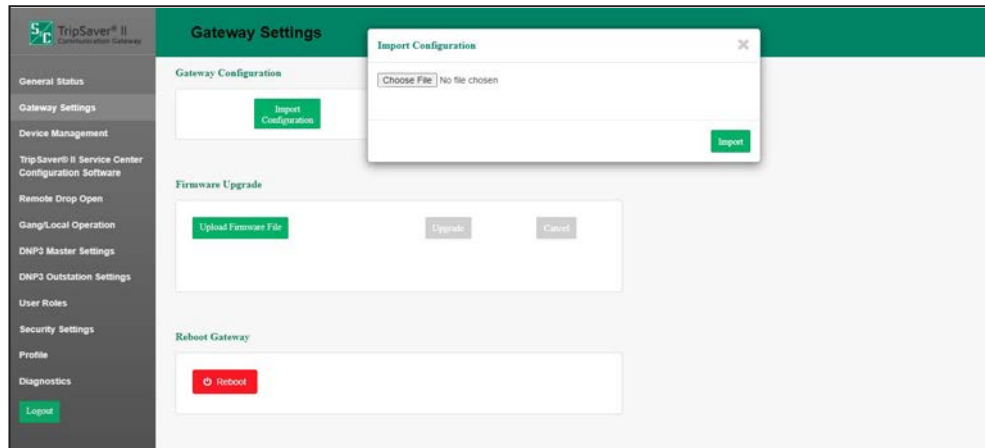 S&C TripSaver® II
Communication Gateway
General Status
Gateway Settings
Device Management
TripSaver® II Service Center
Configuration Software
Remote Drop Open
Gang/Local Operation
DNP3 Master Settings
DNP3 Outstation Settings
User Roles
Security Settings
Profile
Diagnostics
Logout
Gateway Settings
Gateway Configuration
Import
Configuration
Import Configuration
×
Choose File No file chosen
Import
Firmware Upgrade
Upload Firmware File
Upgrade
Cancel
Reboot Gateway
Reboot